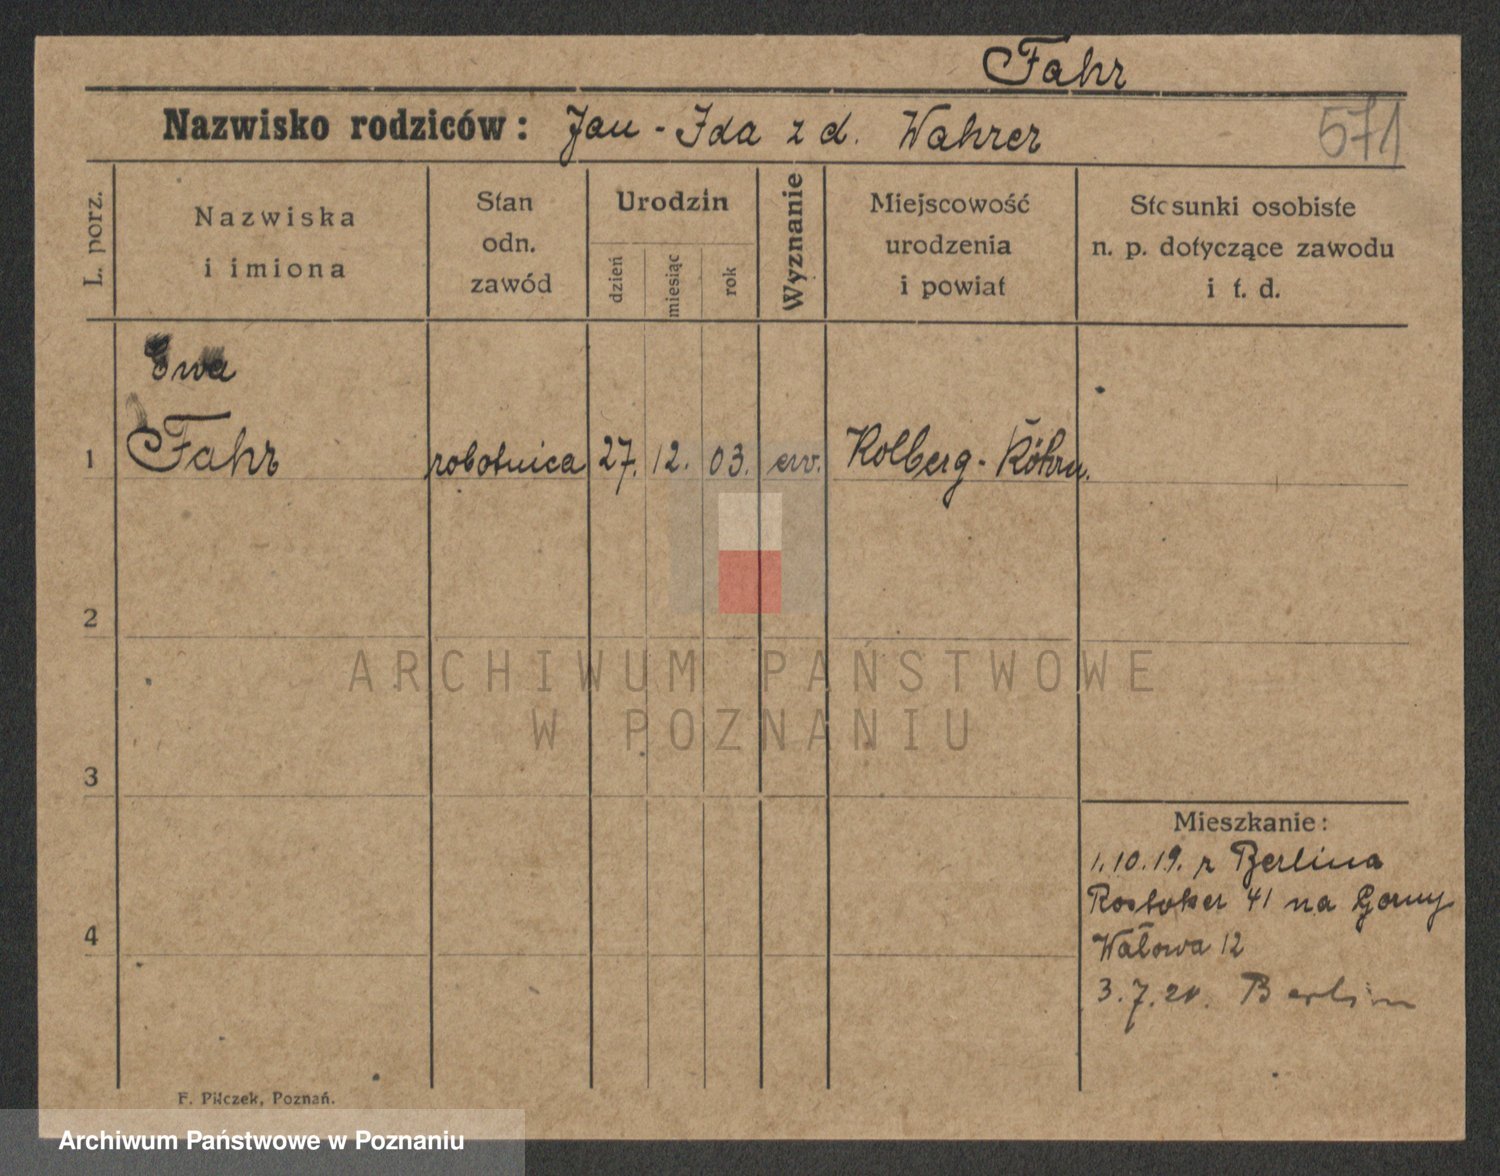 Fahr
Nazwisko rodziców: Jan - Ida z d. Wahrer
571
L. porz.
Nazwiska
i imiona
Stan
odn.
zawód
Urodzin
dzień
miesiąc
rok
Wyznanie
Miejscowość
urodzenia
i powiat
Stosunki osobiste
n. p. dotyczące zawodu
i t. d.
Ewa
1 Fahr robotnica 27. 12. 03. ew. Kolberg - Köhrn.
2
3
4
Mieszkanie:
1.10.19. z Berlina
Rostoker 41 na Gorny
Wałowa 12
3.7.21. Berlin
F. Pilczek, Poznań.
ARCHIWUM PAŃSTWOWE
W POZNANIU
Archiwum Państwowe w Poznaniu